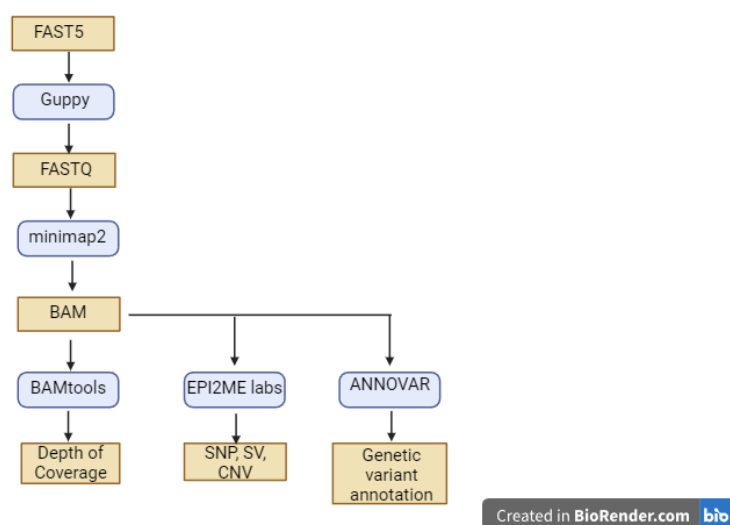 FAST5
Guppy
FASTQ
minimap2
BAM
BAMtools
EPI2ME labs
ANNOVAR
Depth of
Coverage
SNP, SV,
CNV
Genetic
variant
annotation
Created in BioRender.com bio